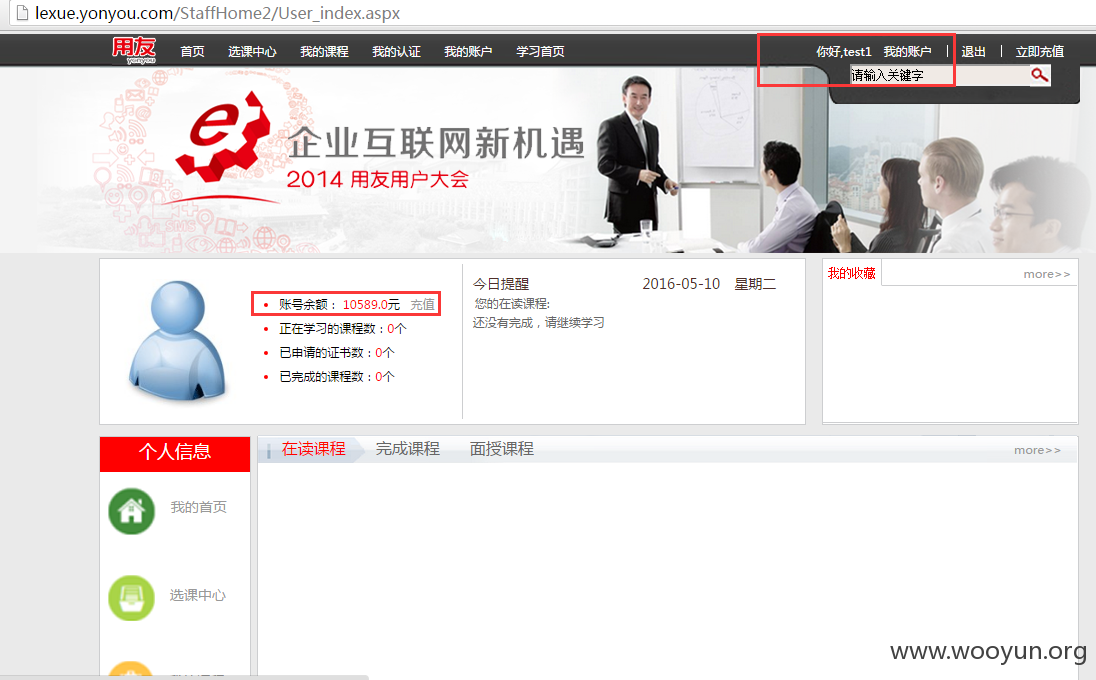 lexue.yonyou.com/StaffHome2/User_index.aspx
用友
yonyou
首页 选课中心 我的课程 我的认证 我的账户 学习首页
你好,test1 我的账户 | 退出 | 立即充值
请输入关键字
企业互联网新机遇
2014 用友用户大会
账号余额： 10589.0元 充值
正在学习的课程数：0个
已申请的证书数：0个
已完成的课程数：0个
今日提醒 2016-05-10 星期二
您的在读课程:
还没有完成，请继续学习
我的收藏 more>>
个人信息
在读课程 完成课程 面授课程 more>>
我的首页
选课中心
www.wooyun.org